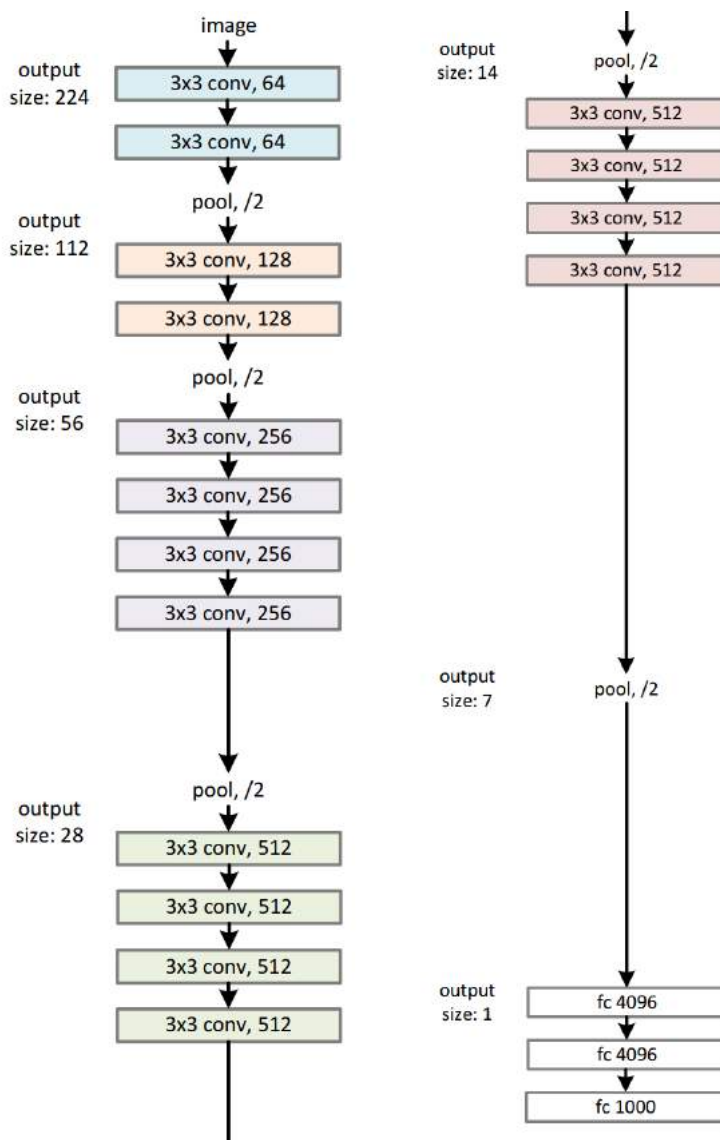 image
output
size: 224
3x3 conv, 64
3x3 conv, 64
pool, /2
output
size: 112
3x3 conv, 128
3x3 conv, 128
pool, /2
output
size: 56
3x3 conv, 256
3x3 conv, 256
3x3 conv, 256
3x3 conv, 256
pool, /2
output
size: 28
3x3 conv, 512
3x3 conv, 512
3x3 conv, 512
3x3 conv, 512
output
size: 14
pool, /2
3x3 conv, 512
3x3 conv, 512
3x3 conv, 512
3x3 conv, 512
output
size: 7
pool, /2
output
size: 1
fc 4096
fc 4096
fc 1000